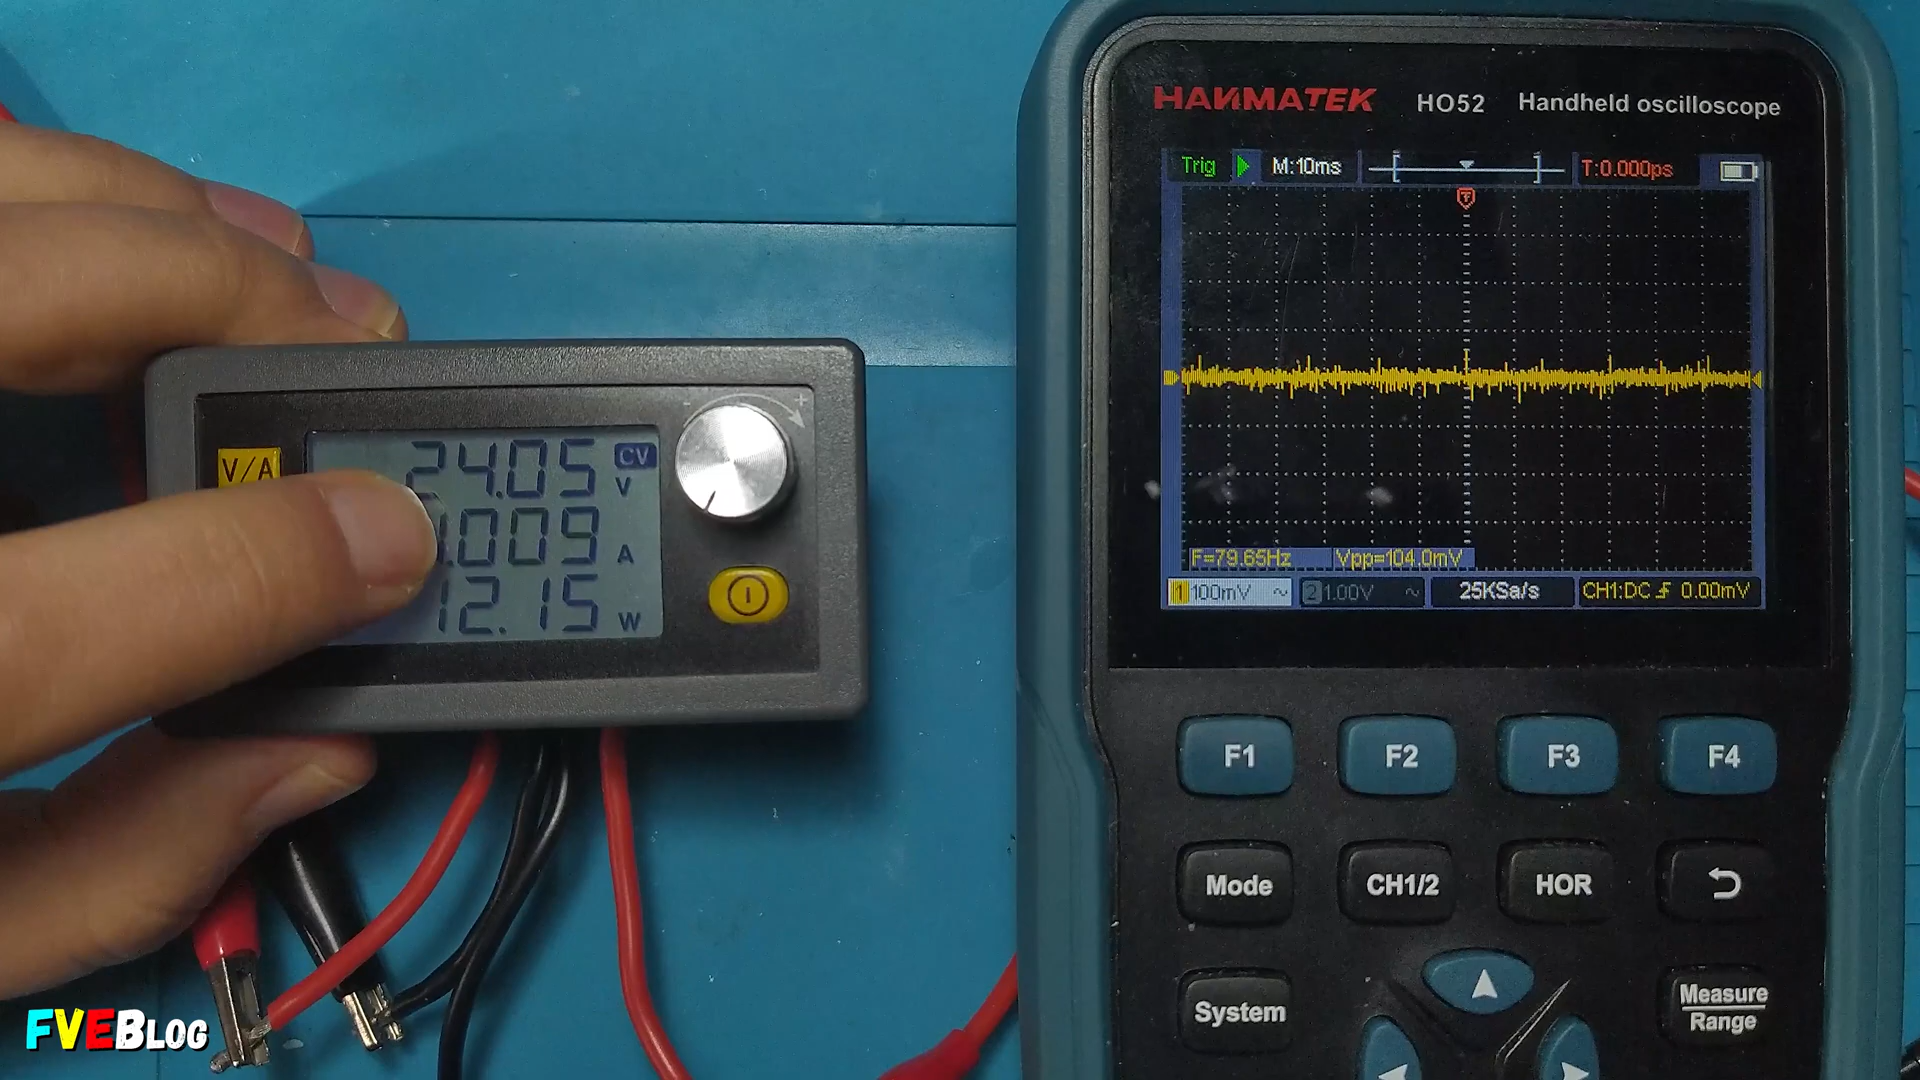 HANMATEK HO52 Handheld oscilloscope
Trig M:10ms T:0.000ps
F=79.65Hz Vpp=104.0mV
1 100mV 2 1.00V 25KSa/s CH1:DC 0.00mV
V/A
24.05 V CV
.009 A
12.15 W
- +
F1 F2 F3 F4
Mode CH1/2 HOR
System Measure
Range
FVEBLOG